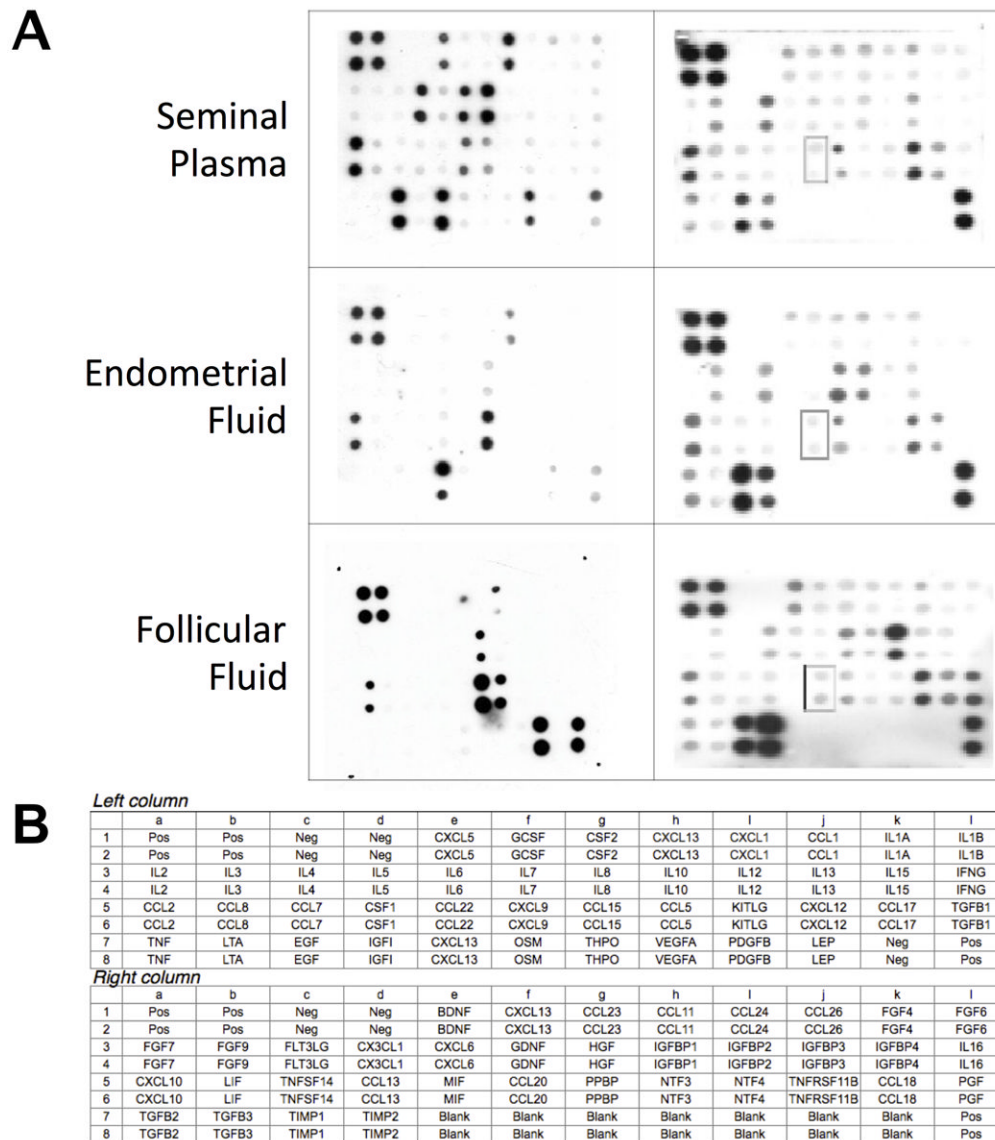 A
Seminal
Plasma
Endometrial
Fluid
Follicular
Fluid
B
Left column
a b c d e f g h I j k l
1 Pos Pos Neg Neg CXCL5 GCSF CSF2 CXCL13 CXCL1 CCL1 IL1A IL1B
2 Pos Pos Neg Neg CXCL5 GCSF CSF2 CXCL13 CXCL1 CCL1 IL1A IL1B
3 IL2 IL3 IL4 IL5 IL6 IL7 IL8 IL10 IL12 IL13 IL15 IFNG
4 IL2 IL3 IL4 IL5 IL6 IL7 IL8 IL10 IL12 IL13 IL15 IFNG
5 CCL2 CCL8 CCL7 CSF1 CCL22 CXCL9 CCL15 CCL5 KITLG CXCL12 CCL17 TGFB1
6 CCL2 CCL8 CCL7 CSF1 CCL22 CXCL9 CCL15 CCL5 KITLG CXCL12 CCL17 TGFB1
7 TNF LTA EGF IGFI CXCL13 OSM THPO VEGFA PDGFB LEP Neg Pos
8 TNF LTA EGF IGFI CXCL13 OSM THPO VEGFA PDGFB LEP Neg Pos
Right column
a b c d e f g h I j k l
1 Pos Pos Neg Neg BDNF CXCL13 CCL23 CCL11 CCL24 CCL26 FGF4 FGF6
2 Pos Pos Neg Neg BDNF CXCL13 CCL23 CCL11 CCL24 CCL26 FGF4 FGF6
3 FGF7 FGF9 FLT3LG CX3CL1 CXCL6 GDNF HGF IGFBP1 IGFBP2 IGFBP3 IGFBP4 IL16
4 FGF7 FGF9 FLT3LG CX3CL1 CXCL6 GDNF HGF IGFBP1 IGFBP2 IGFBP3 IGFBP4 IL16
5 CXCL10 LIF TNFSF14 CCL13 MIF CCL20 PPBP NTF3 NTF4 TNFRSF11B CCL18 PGF
6 CXCL10 LIF TNFSF14 CCL13 MIF CCL20 PPBP NTF3 NTF4 TNFRSF11B CCL18 PGF
7 TGFB2 TGFB3 TIMP1 TIMP2 Blank Blank Blank Blank Blank Blank Blank Pos
8 TGFB2 TGFB3 TIMP1 TIMP2 Blank Blank Blank Blank Blank Blank Blank Pos